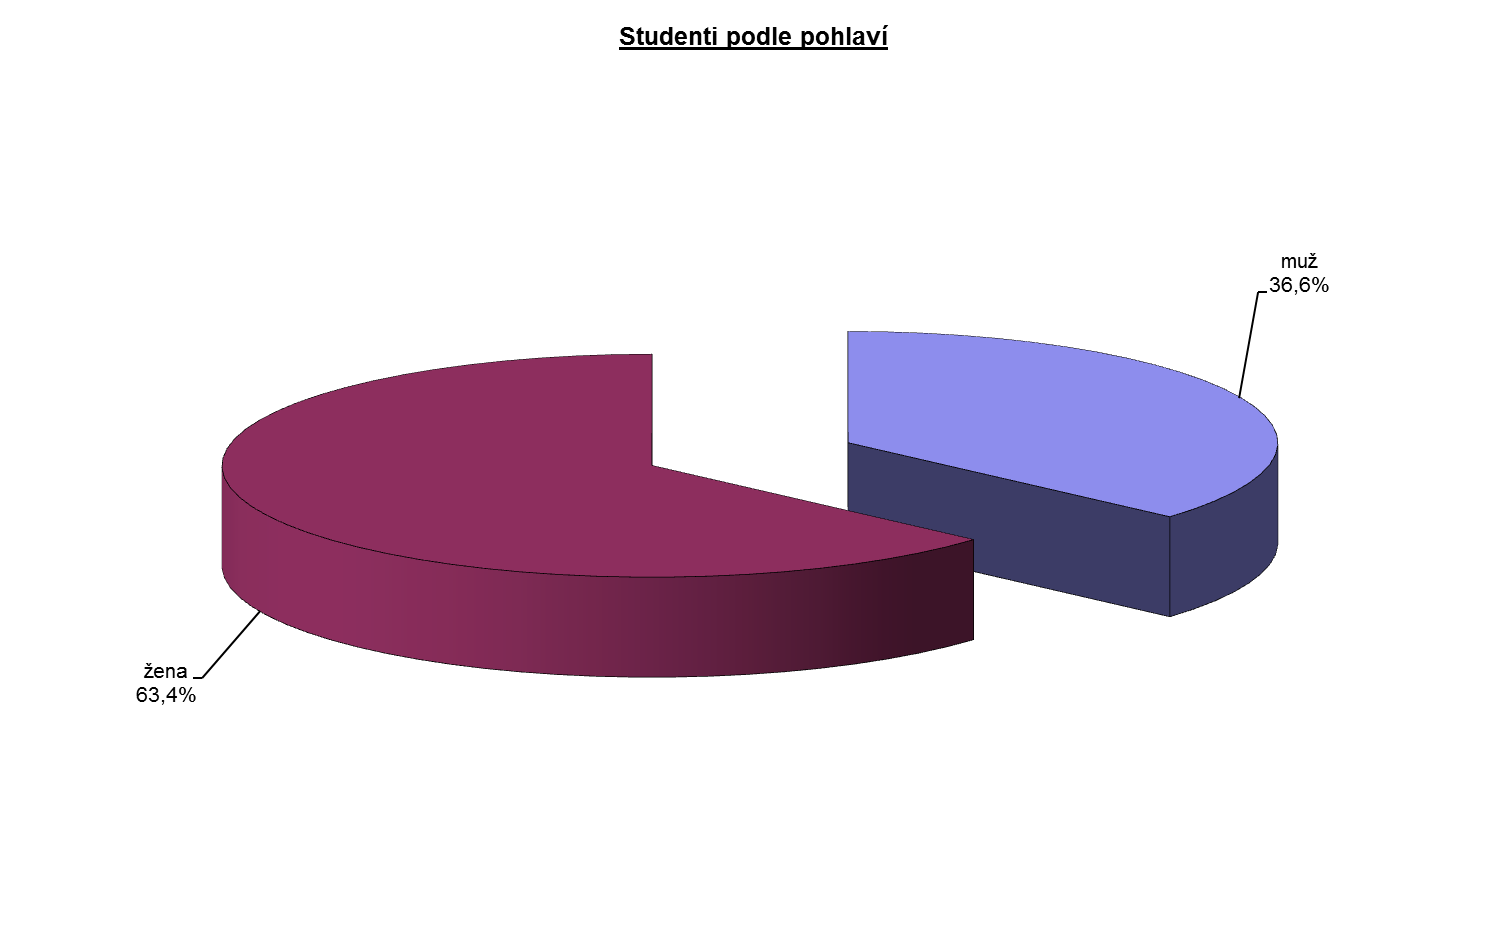 Studenti podle pohlaví
muž
36,6%
žena
63,4%